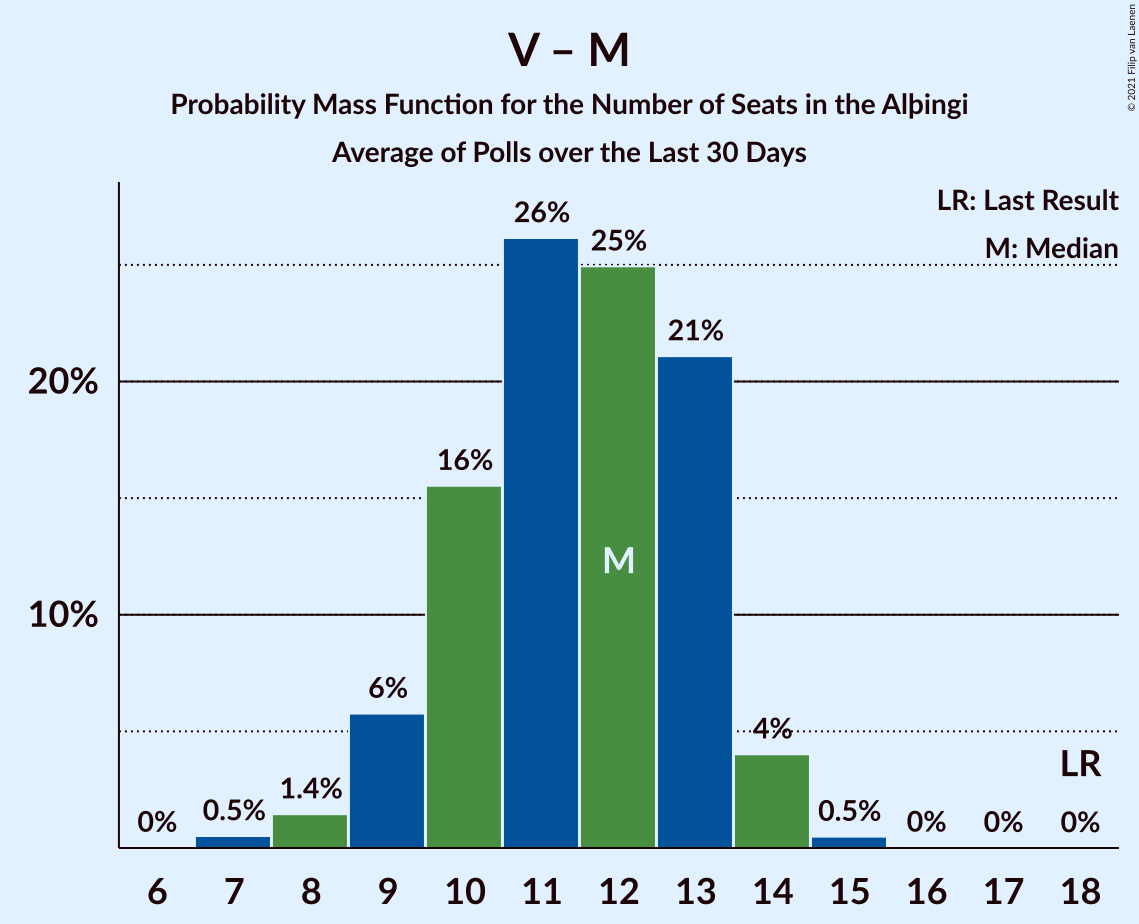 V – M
Probability Mass Function for the Number of Seats in the Alþingi
Average of Polls over the Last 30 Days
© 2021 Filip van Laenen
LR: Last Result
M: Median
20%
10%
0%
0.5%
1.4%
6%
16%
26%
25%
21%
4%
0.5%
0%
0%
0%
M
LR
6 7 8 9 10 11 12 13 14 15 16 17 18